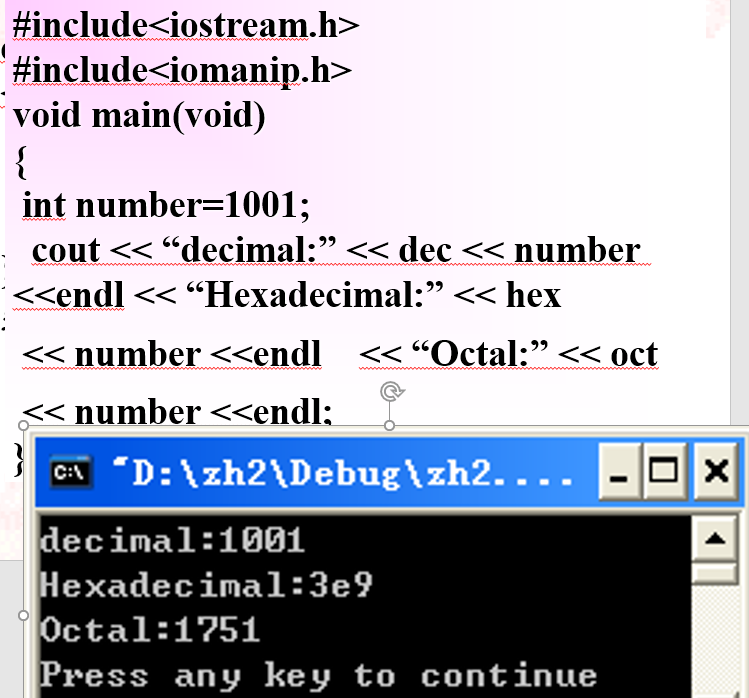 #include<iostream.h>
#include<iomanip.h>
void main(void)
{
int number=1001;
cout << “decimal:” << dec << number
<<endl << “Hexadecimal:” << hex
<< number <<endl << “Octal:” << oct
<< number <<endl;
}
C:\ "D:\zh2\Debug\zh2....
decimal:1001
Hexadecimal:3e9
Octal:1751
Press any key to continue